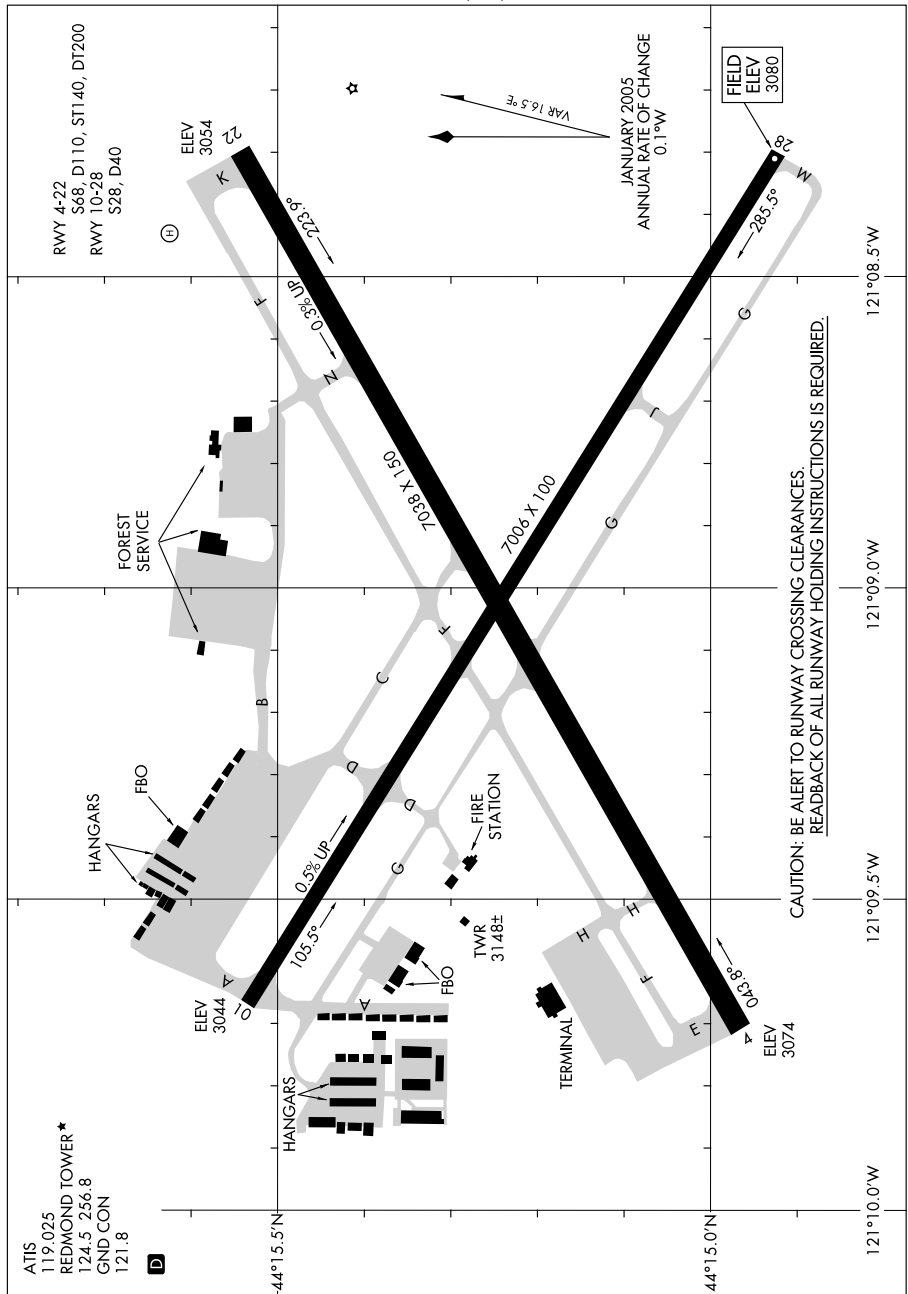 ATIS
119.025
REDMOND TOWER★
124.5 256.8
GND CON
121.8
D
RWY 4-22
S68, D110, ST140, DT200
RWY 10-28
S28, D40
HANGARS
FBO
FOREST
SERVICE
H
ELEV
3054
22
K
223.9°
0.3% UP
F
N
B
A
10
ELEV
3044
105.5°
0.5% UP
D
C
D
F
G
7038 X 150
7006 X 100
JANUARY 2005
ANNUAL RATE OF CHANGE
0.1°W
VAR 16.5°E
FIELD
ELEV
3080
28
M
285.5°
G
J
G
A
FBO
HANGARS
TWR
3148±
FIRE
STATION
TERMINAL
H
H
F
E
4
043.8°
ELEV
3074
44°15.5'N
44°15.0'N
CAUTION: BE ALERT TO RUNWAY CROSSING CLEARANCES.
READBACK OF ALL RUNWAY HOLDING INSTRUCTIONS IS REQUIRED.
121°10.0'W
121°09.5'W
121°09.0'W
121°08.5'W